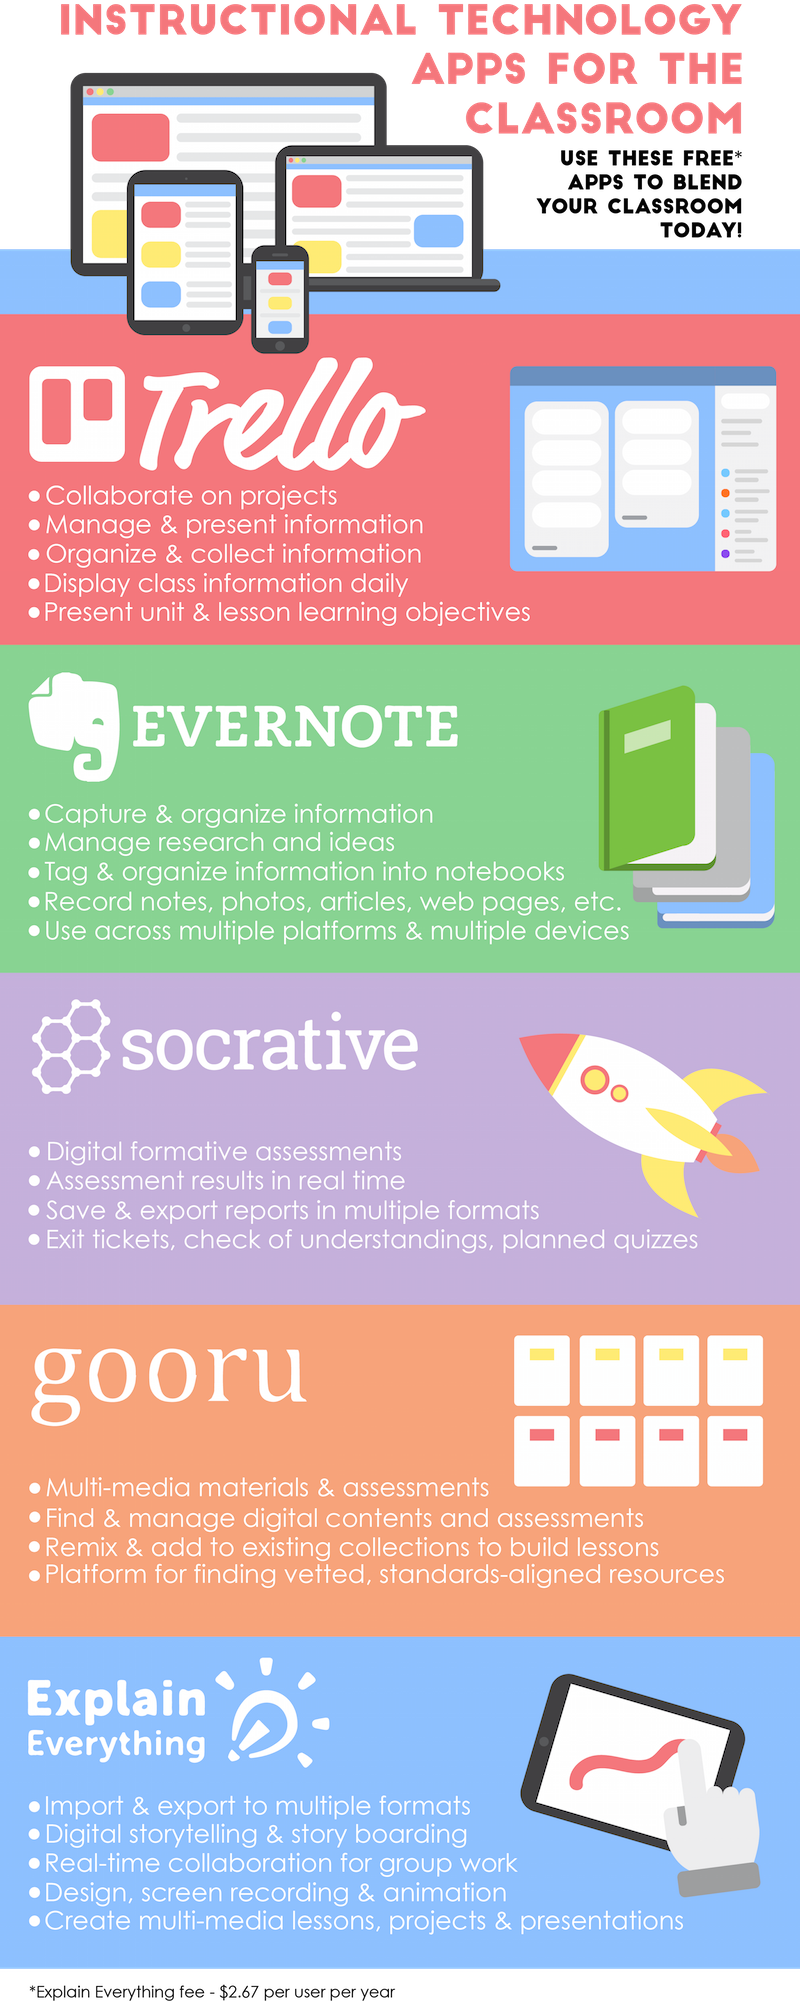 INSTRUCTIONAL TECHNOLOGY
APPS FOR THE
CLASSROOM
USE THESE FREE*
APPS TO BLEND
YOUR CLASSROOM
TODAY!
Trello
• Collaborate on projects
• Manage & present information
• Organize & collect information
• Display class information daily
• Present unit & lesson learning objectives
EVERNOTE
• Capture & organize information
• Manage research and ideas
• Tag & organize information into notebooks
• Record notes, photos, articles, web pages, etc.
• Use across multiple platforms & multiple devices
socrative
• Digital formative assessments
• Assessment results in real time
• Save & export reports in multiple formats
• Exit tickets, check of understandings, planned quizzes
gooru
• Multi-media materials & assessments
• Find & manage digital contents and assessments
• Remix & add to existing collections to build lessons
• Platform for finding vetted, standards-aligned resources
Explain
Everything
• Import & export to multiple formats
• Digital storytelling & story boarding
• Real-time collaboration for group work
• Design, screen recording & animation
• Create multi-media lessons, projects & presentations
*Explain Everything fee - $2.67 per user per year